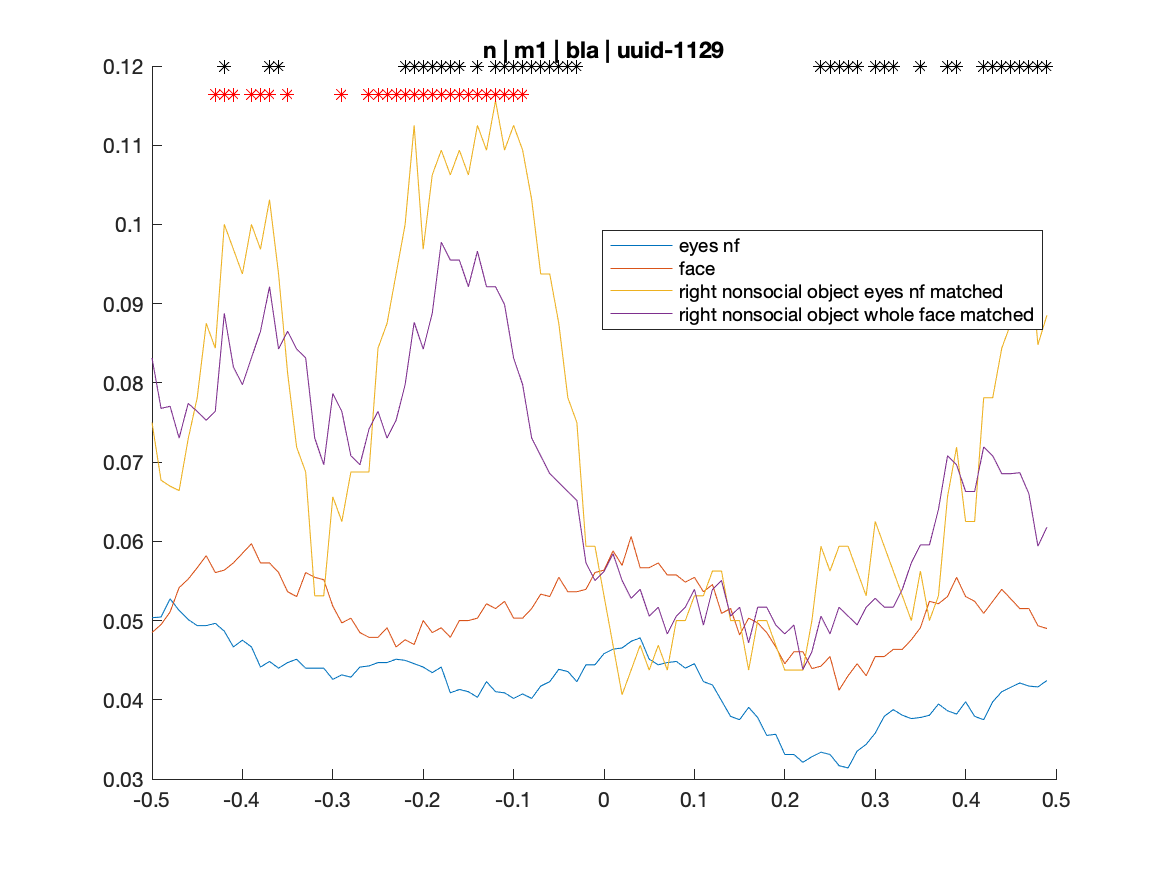 n | m1 | bla | uuid-1129
0.12
0.11
0.1
0.09
0.08
0.07
0.06
0.05
0.04
0.03
eyes nf
face
right nonsocial object eyes nf matched
right nonsocial object whole face matched
-0.5 -0.4 -0.3 -0.2 -0.1 0 0.1 0.2 0.3 0.4 0.5